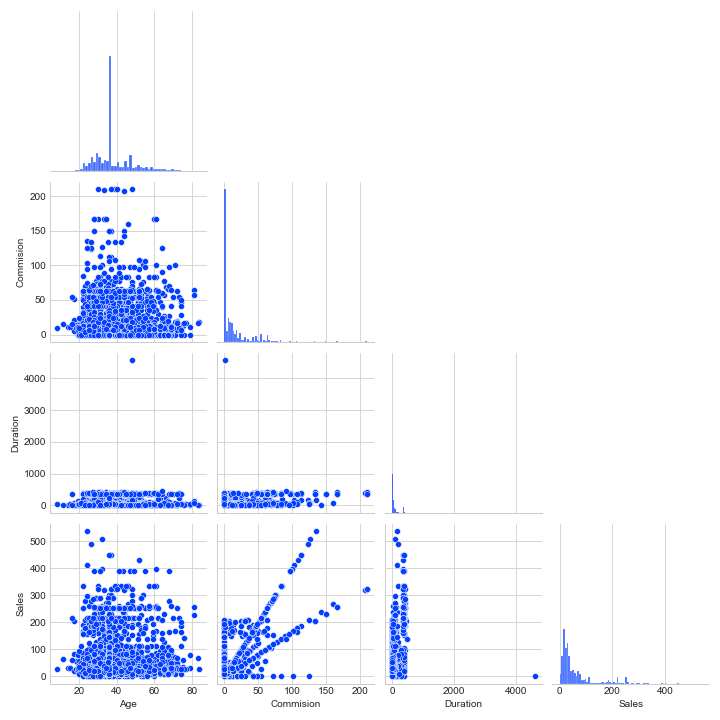 200
150
100
50
0
Commision
4000
3000
2000
1000
0
Duration
500
400
300
200
100
0
Sales
20 40 60 80
Age
0 50 100 150 200
Commision
0 2000 4000
Duration
0 200 400
Sales